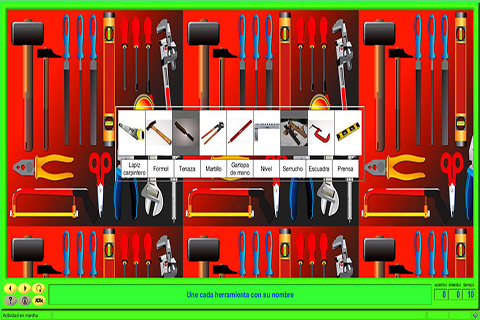 Lapiz
carpintero
Formol
Tenaza
Martillo
Garlopa
de mano
Nivel
Serrucho
Escuadra
Prensa
Une cada herramienta con su nombre
aciertos intentos tiempo
0 0 10
Actividad en marcha